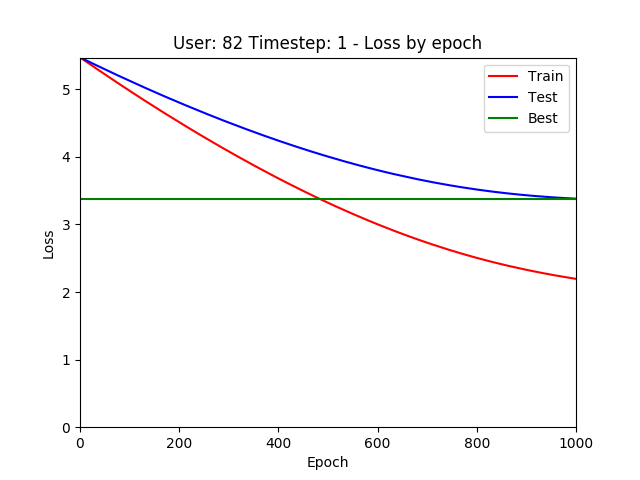 User: 82 Timestep: 1 - Loss by epoch
Train
Test
Best
5
4
3
2
1
0
Loss
0 200 400 600 800 1000
Epoch